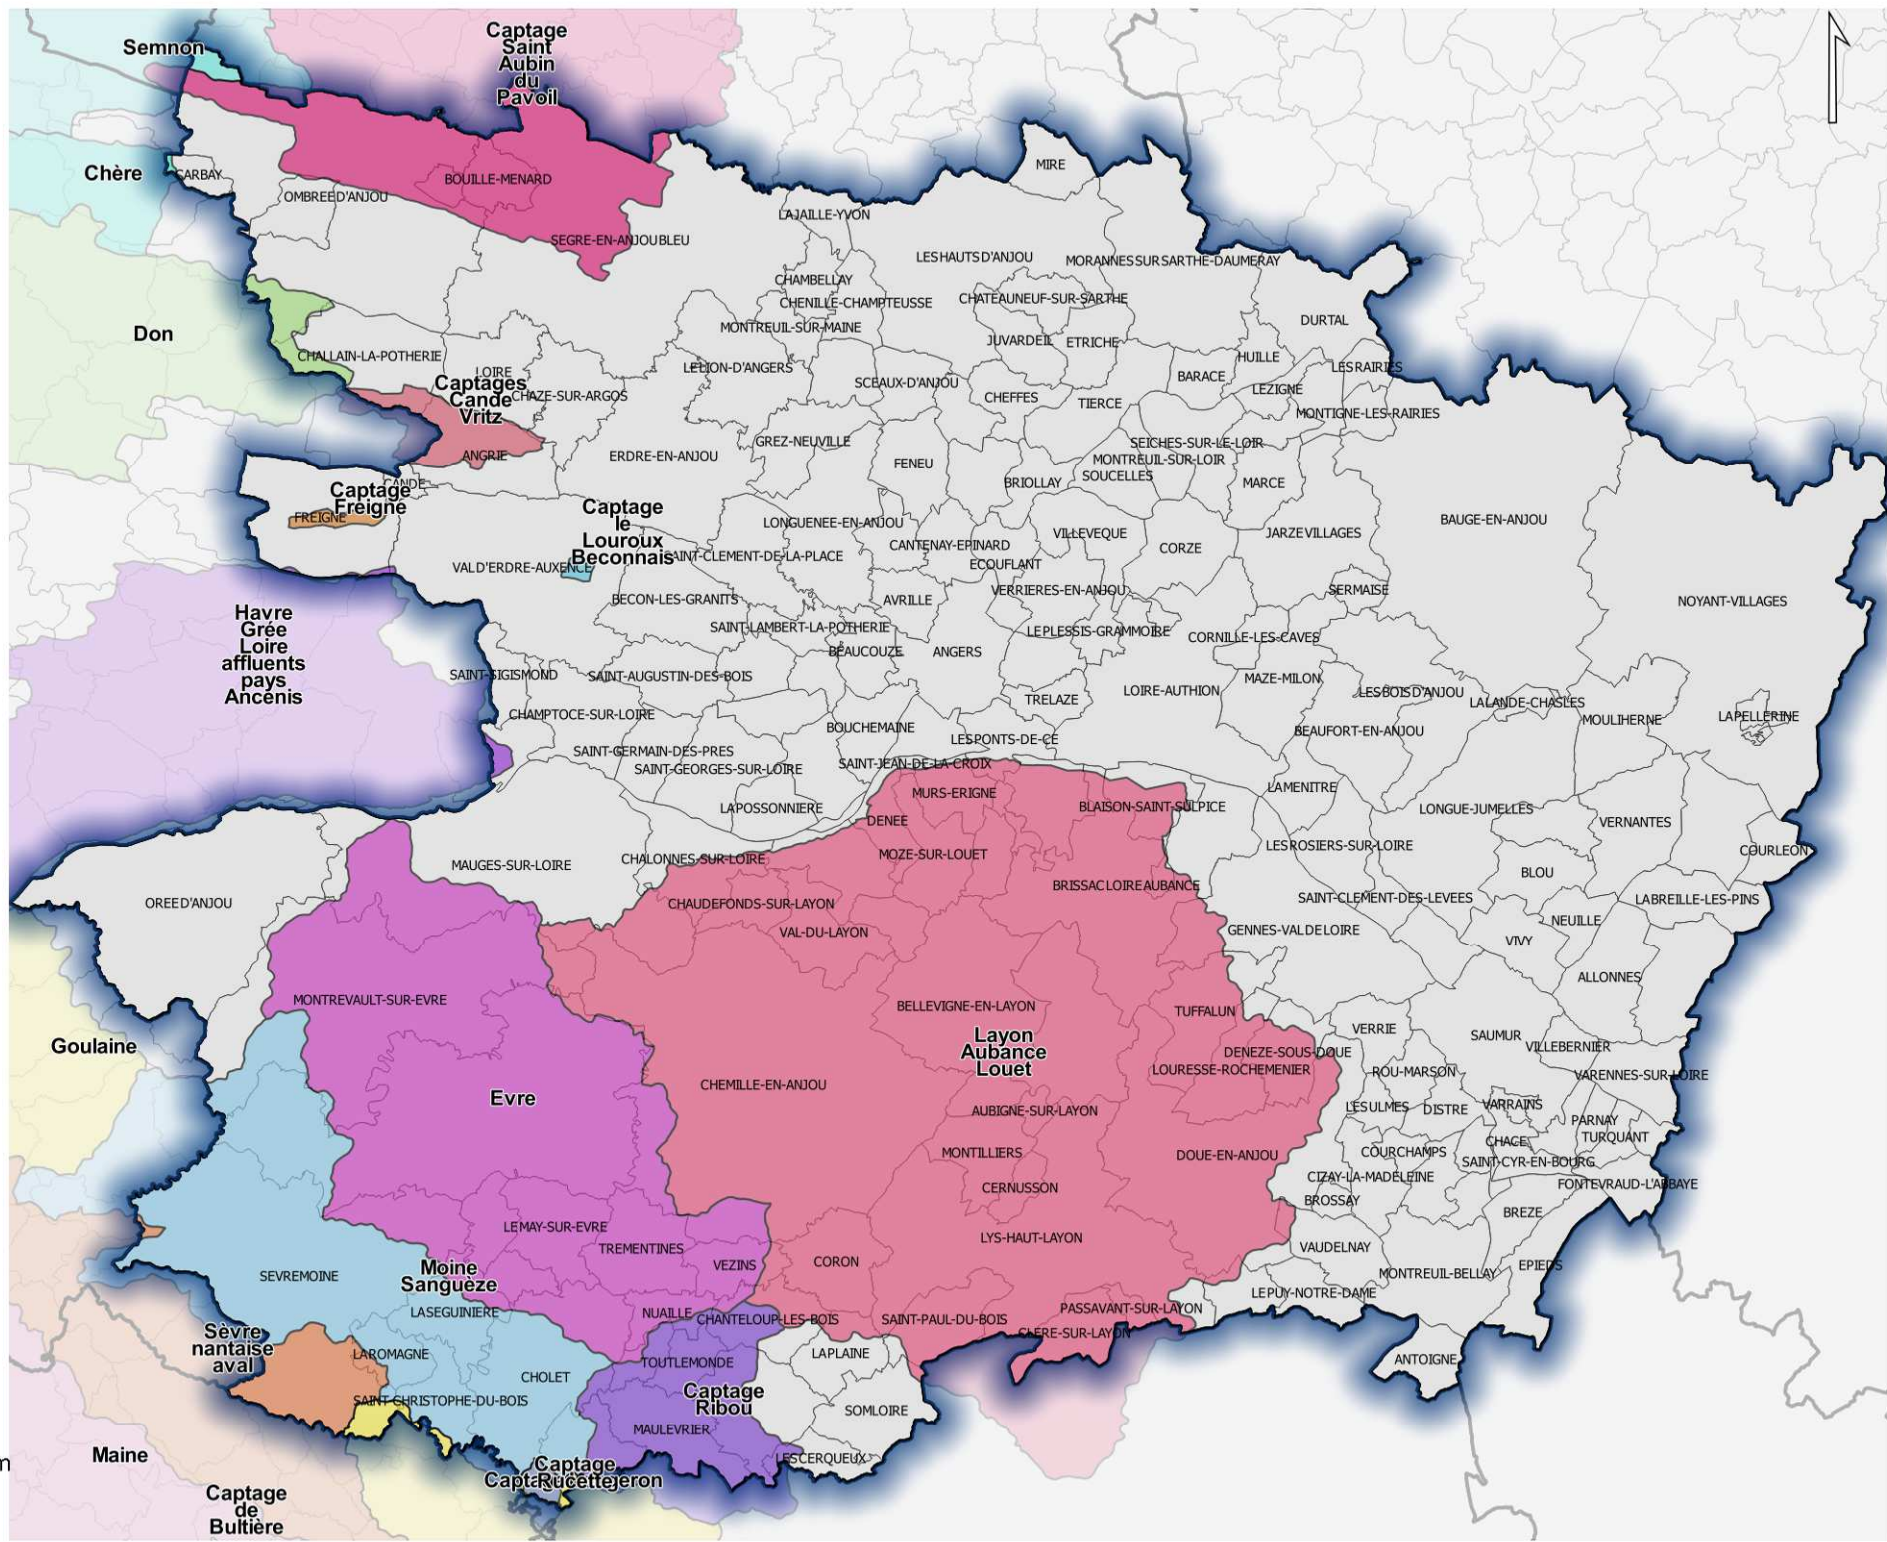 Semnon
Captage
Saint
Aubin
du
Pavoil
Chère
CARBAY
OMBREE D'ANJOU
BOUILLE-MENARD
MIRE
LA JAILLE-YVON
SEGRE-EN-ANJOU BLEU
LES HAUTS D'ANJOU
MORANNES SUR SARTHE-DAUMERAY
CHAMBELLAY
CHENILLE-CHAMPTEUSSE
CHATEAUNEUF-SUR-SARTHE
Don
MONTREUIL-SUR-MAINE
DURTAL
JUVARDEIL
ETRICHE
CHALLAIN-LA-POTHERIE
HUILLE
LOIRE
LE LION-D'ANGERS
LES RAIRIES
BARACE
Captages
Cande
Vritz
SCEAUX-D'ANJOU
LEZIGNE
CHAZE-SUR-ARGOS
CHEFFES
TIERCE
MONTIGNE-LES-RAIRIES
GREZ-NEUVILLE
SEICHES-SUR-LE-LOIR
ANGRIE
ERDRE-EN-ANJOU
FENEU
MONTREUIL-SUR-LOIR
SOUCELLES
CANDE
BRIOLLAY
MARCE
Captage
Freigne
FREIGNE
Captage
le
Louroux
Beconnais
LONGUENEE-EN-ANJOU
BAUGE-EN-ANJOU
VILLEVEQUE
JARZE VILLAGES
CANTENAY-EPINARD
CORZE
SAINT-CLEMENT-DE-LA-PLACE
ECOUFLANT
VAL D'ERDRE-AUXENCE
VERRIERES-EN-ANJOU
SERMAISE
BECON-LES-GRANITS
AVRILLE
NOYANT-VILLAGES
Havre
Grée
Loire
affluents
pays
Ancenis
SAINT-LAMBERT-LA-POTHERIE
LE PLESSIS-GRAMMOIRE
CORNILLE-LES-CAVES
BEAUCOUZE
ANGERS
SAINT-SIGISMOND
SAINT-AUGUSTIN-DES-BOIS
MAZE-MILON
LOIRE-AUTHION
LES BOIS D'ANJOU
TRELAZE
LA LANDE-CHASLES
CHAMPTOCE-SUR-LOIRE
MOULIHERNE
LA PELLERINE
BOUCHEMAINE
BEAUFORT-EN-ANJOU
LES PONTS-DE-CE
SAINT-GERMAIN-DES-PRES
SAINT-JEAN-DE-LA-CROIX
SAINT-GEORGES-SUR-LOIRE
LA MENITRE
MURS-ERIGNE
LA POSSONNIERE
BLAISON-SAINT-SULPICE
LONGUE-JUMELLES
DENEE
VERNANTES
LES ROSIERS-SUR-LOIRE
COURLEON
MOZE-SUR-LOUET
CHALONNES-SUR-LOIRE
MAUGES-SUR-LOIRE
BLOU
BRISSAC LOIRE AUBANCE
SAINT-CLEMENT-DES-LEVEES
LA BREILLE-LES-PINS
OREE D'ANJOU
CHAUDEFONDS-SUR-LAYON
NEUILLE
VAL-DU-LAYON
GENNES-VAL DE LOIRE
VIVY
ALLONNES
MONTREVAULT-SUR-EVRE
BELLEVIGNE-EN-LAYON
TUFFALUN
VERRIE
SAUMUR
Goulaine
Layon
Aubance
Louet
VILLEBERNIER
DENEZE-SOUS-DOUE
LOURESSE-ROCHEMENIER
ROU-MARSON
VARENNES-SUR-LOIRE
CHEMILLE-EN-ANJOU
Evre
LES ULMES
DISTRE
VARRAINS
AUBIGNE-SUR-LAYON
PARNAY
TURQUANT
CHACE
MONTILLIERS
COURCHAMPS
DOUE-EN-ANJOU
SAINT-CYR-EN-BOURG
CIZAY-LA-MADELEINE
FONTEVRAUD-L'ABBAYE
CERNUSSON
BROSSAY
BREZE
LE MAY-SUR-EVRE
LYS-HAUT-LAYON
TREMENTINES
VAUDELNAY
VEZINS
CORON
EPIEDS
Moine
Sanguèze
SEVREMOINE
MONTREUIL-BELLAY
LE PUY-NOTRE-DAME
LA SEGUINIERE
NUAILLE
PASSAVANT-SUR-LAYON
CHANTELOUP-LES-BOIS
SAINT-PAUL-DU-BOIS
CLERE-SUR-LAYON
Sèvre
nantaise
aval
LA ROMAGNE
LA PLAINE
TOUTLEMONDE
ANTOIGNE
CHOLET
Captage
Ribou
SAINT-CHRISTOPHE-DU-BOIS
SOMLOIRE
MAULEVRIER
Maine
LES CERQUEUX
m
Captage
Rucette
Captage
de
Bultière